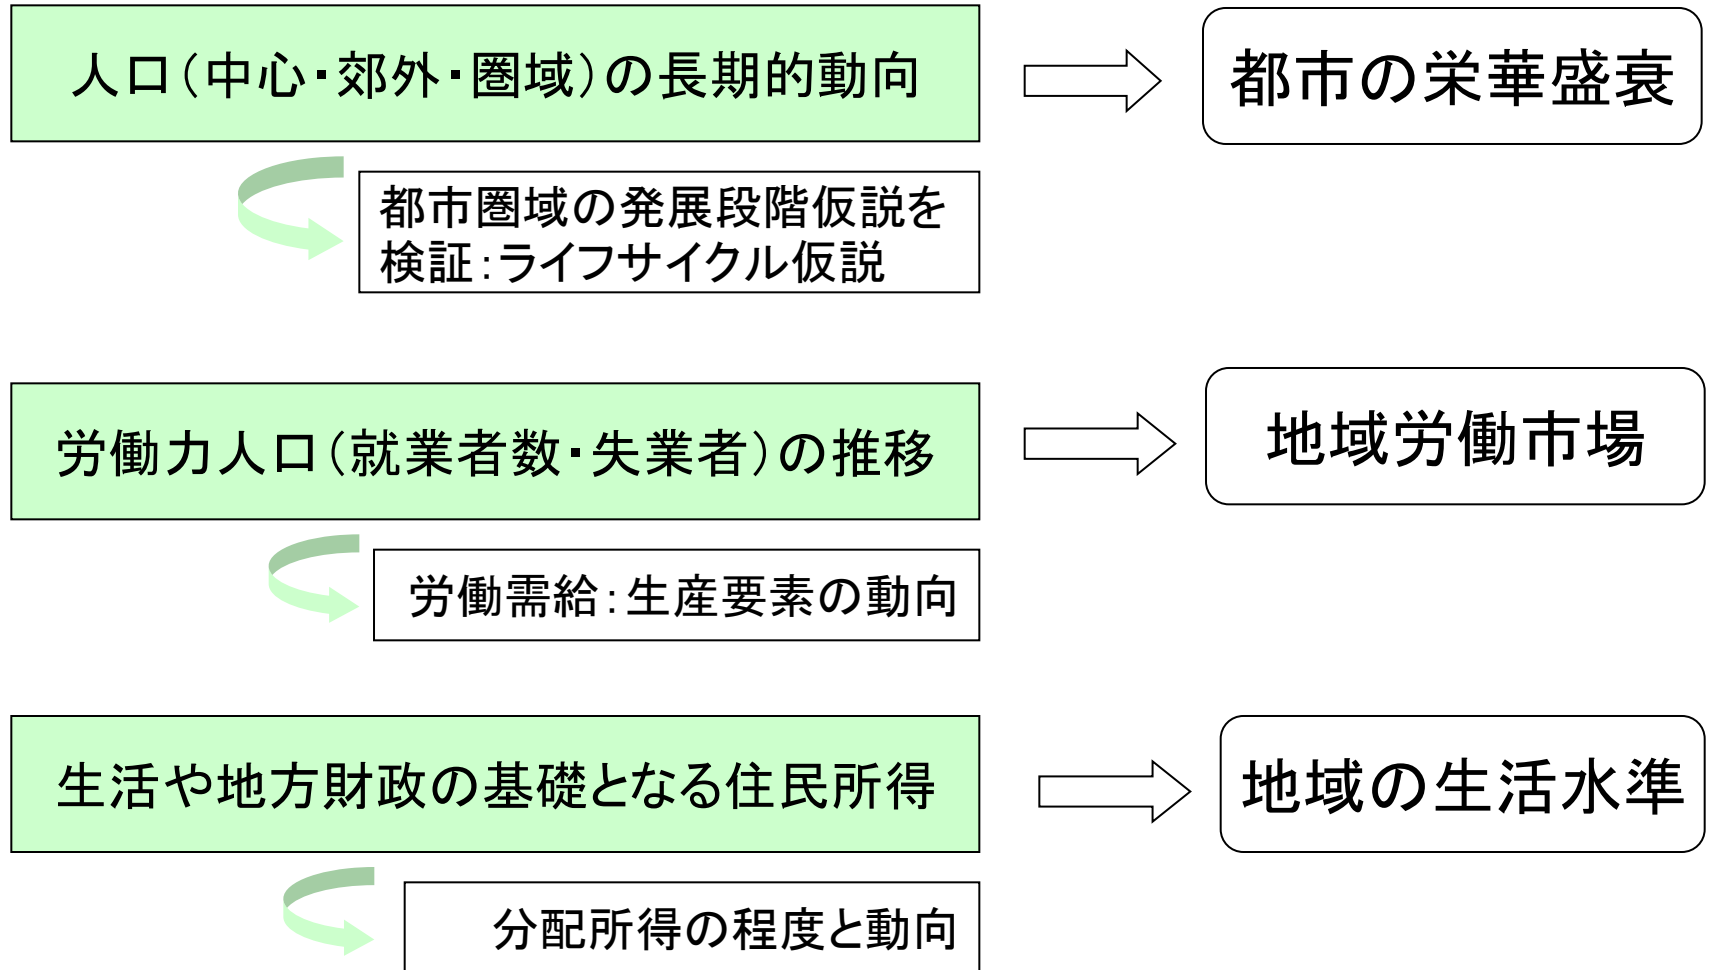 人口（中心・郊外・圏域）の長期的動向
都市の栄華盛衰
都市圏域の発展段階仮説を
検証：ライフサイクル仮説
労働力人口（就業者数・失業者）の推移
地域労働市場
労働需給：生産要素の動向
生活や地方財政の基礎となる住民所得
地域の生活水準
分配所得の程度と動向